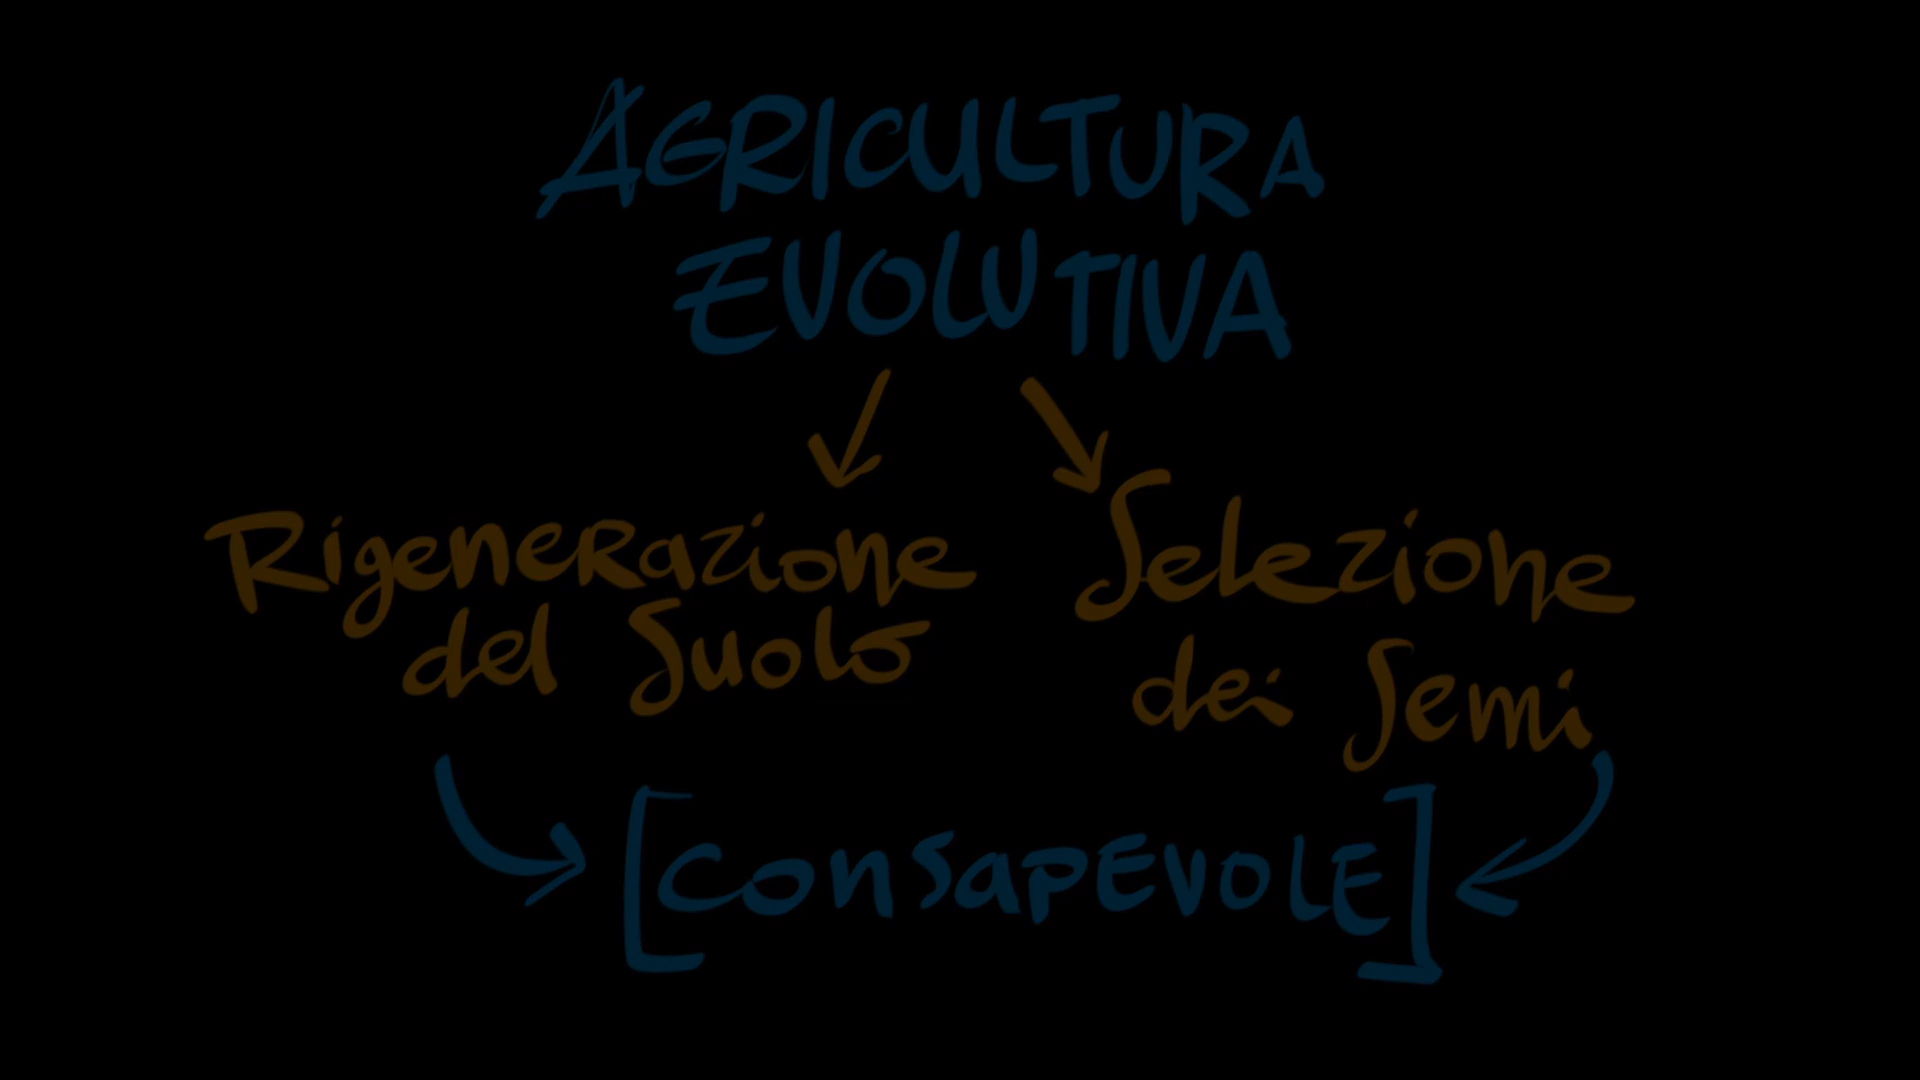 AGRICULTURA
EVOLUTIVA
Rigenerazione
del Suolo
Selezione
dei Semi
[consapevole]